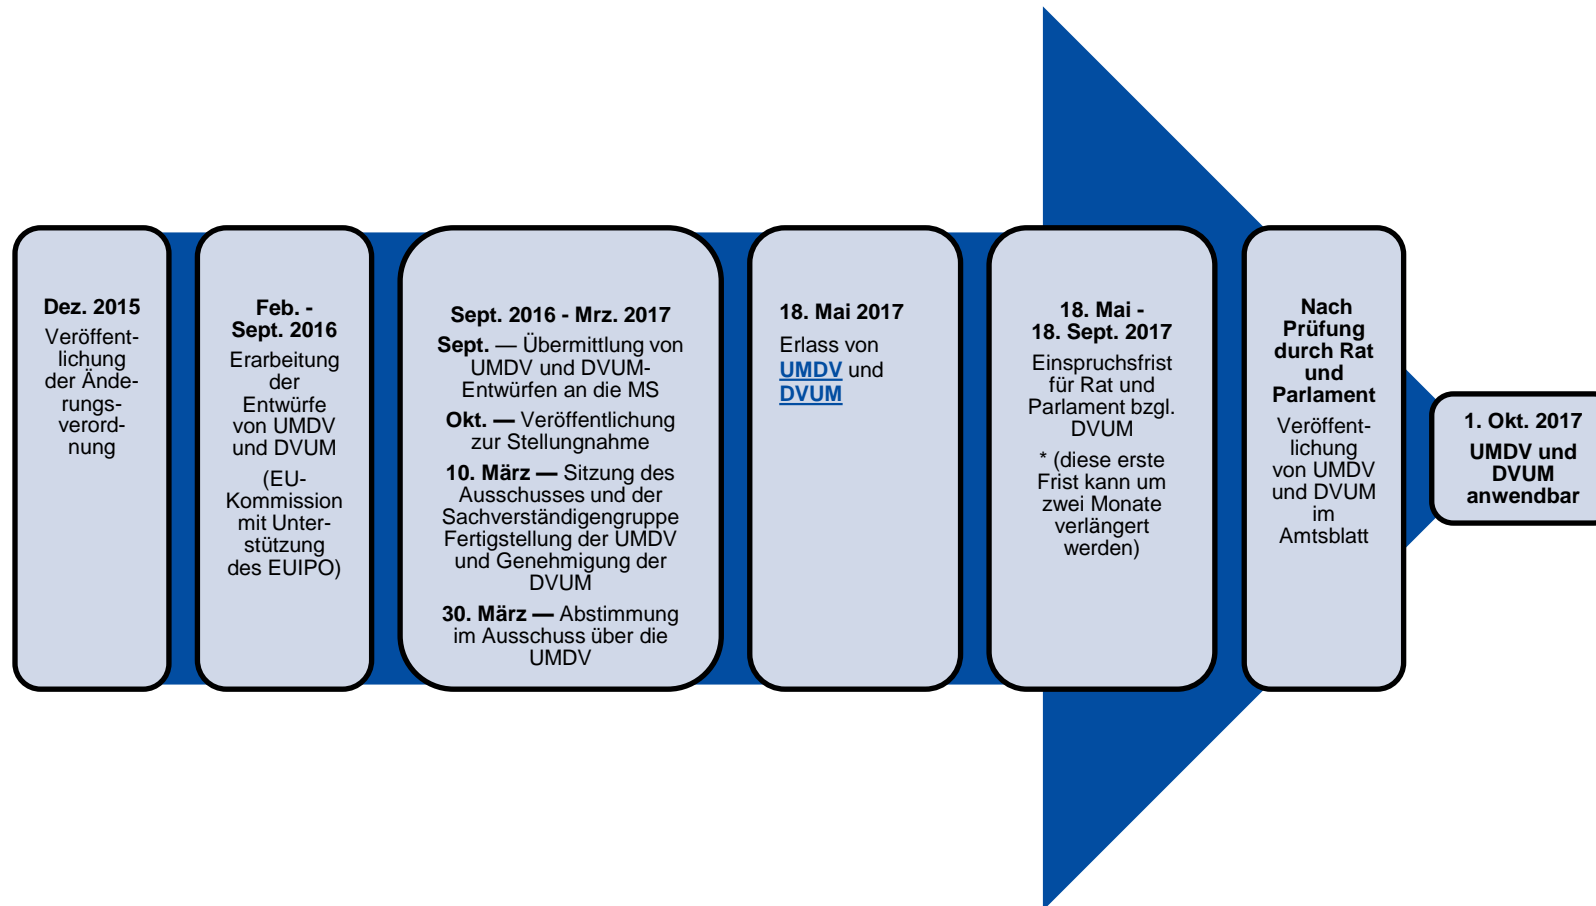 Dez. 2015
Veröffent-
lichung
der Ände-
rungs-
verord-
nung
Feb. -
Sept. 2016
Erarbeitung
der
Entwürfe
von UMDV
und DVUM
(EU-
Kommission
mit Unter-
stützung
des EUIPO)
Sept. 2016 - Mrz. 2017
Sept. — Übermittlung von
UMDV und DVUM-
Entwürfen an die MS
Okt. — Veröffentlichung
zur Stellungnahme
10. März — Sitzung des
Ausschusses und der
Sachverständigengruppe
Fertigstellung der UMDV
und Genehmigung der
DVUM
30. März — Abstimmung
im Ausschuss über die
UMDV
18. Mai 2017
Erlass von
UMDV und
DVUM
18. Mai -
18. Sept. 2017
Einspruchsfrist
für Rat und
Parlament bzgl.
DVUM
* (diese erste
Frist kann um
zwei Monate
verlängert
werden)
Nach
Prüfung
durch Rat
und
Parlament
Veröffent-
lichung
von UMDV
und DVUM
im
Amtsblatt
1. Okt. 2017
UMDV und
DVUM
anwendbar